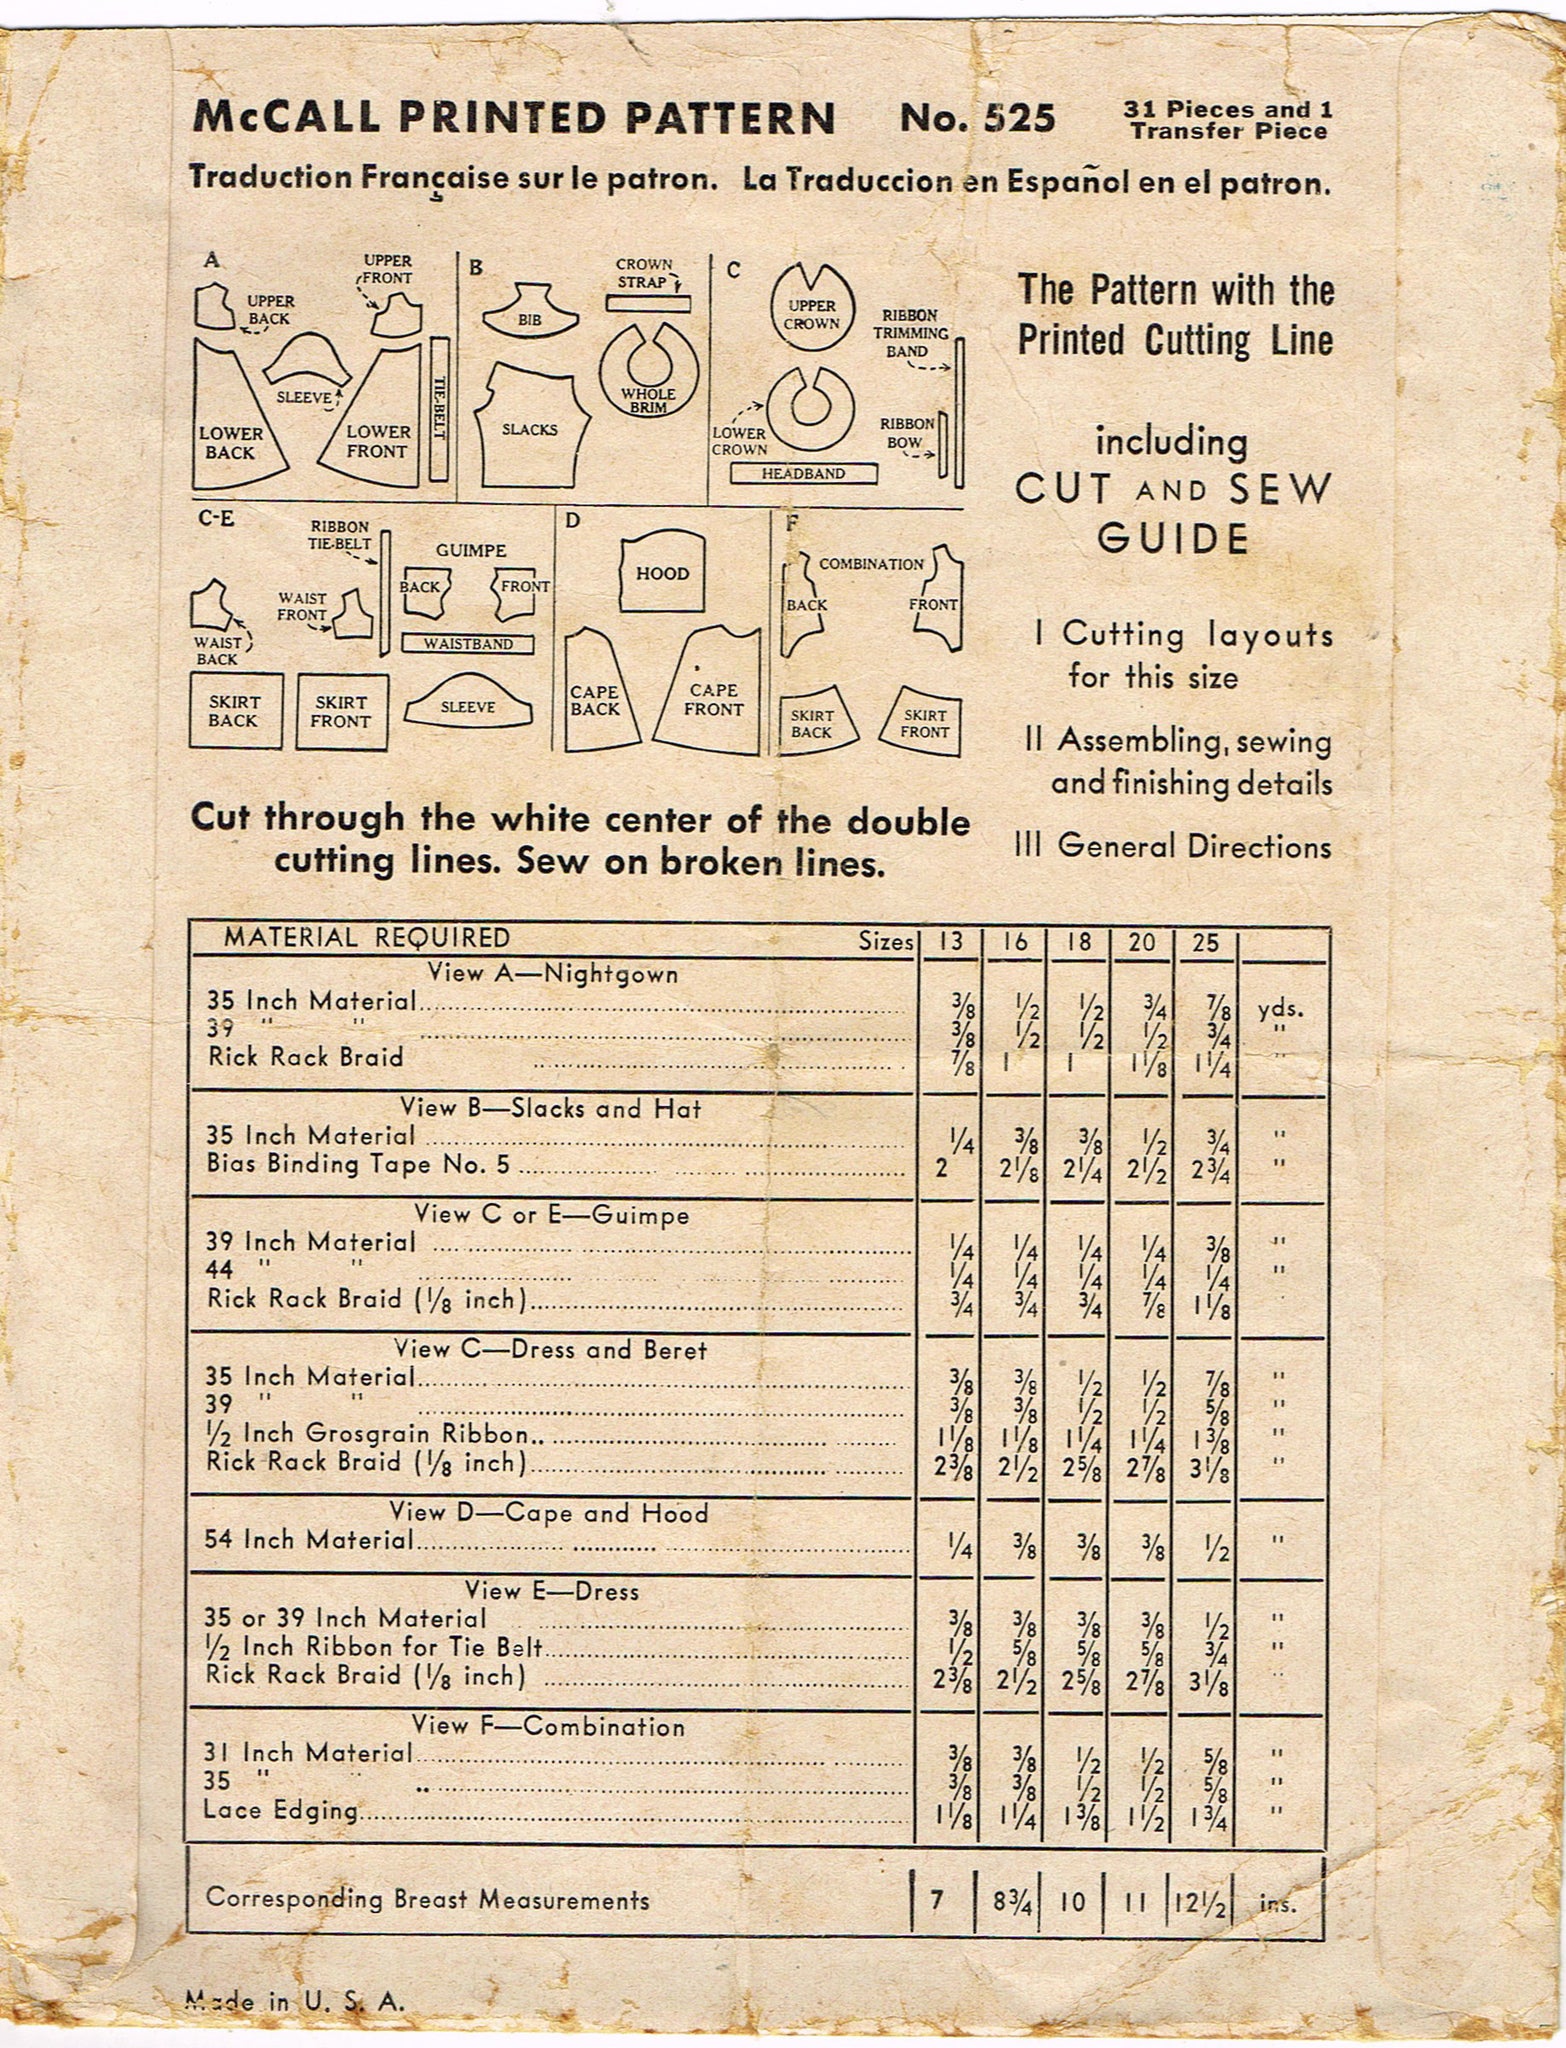 McCALL PRINTED PATTERN No. 525 31 Pieces and 1
Transfer Piece
Traduction Française sur le patron. La Traduccion en Español en el patron.
A
UPPER
BACK
UPPER
FRONT
SLEEVE
LOWER
BACK
LOWER
FRONT
TIE-BELT
B
BIB
CROWN
STRAP
WHOLE
BRIM
SLACKS
C
UPPER
CROWN
RIBBON
TRIMMING
BAND
LOWER
CROWN
RIBBON
BOW
HEADBAND
C-E
RIBBON
TIE-BELT
GUIMPE
BACK
FRONT
WAIST
FRONT
WAIST
BACK
WAISTBAND
SKIRT
BACK
SKIRT
FRONT
SLEEVE
D
HOOD
CAPE
BACK
CAPE
FRONT
F
COMBINATION
BACK
FRONT
SKIRT
BACK
SKIRT
FRONT
The Pattern with the
Printed Cutting Line
including
CUT AND SEW
GUIDE
I Cutting layouts
for this size
II Assembling, sewing
and finishing details
III General Directions
Cut through the white center of the double
cutting lines. Sew on broken lines.
MATERIAL REQUIRED Sizes 13 16 18 20 25
View A—Nightgown
35 Inch Material 3/8 1/2 1/2 3/4 7/8 yds.
39 " " 3/8 1/2 1/2 1/2 3/4 "
Rick Rack Braid 7/8 1 1 1 1/8 1 1/4 "
View B—Slacks and Hat
35 Inch Material 1/4 3/8 3/8 1/2 3/4 "
Bias Binding Tape No. 5 2 2 1/8 2 1/4 2 1/2 2 3/4 "
View C or E—Guimpe
39 Inch Material 1/4 1/4 1/4 1/4 3/8 "
44 " " 1/4 1/4 1/4 1/4 1/4 "
Rick Rack Braid (1/8 inch) 3/4 3/4 3/4 7/8 1 1/8
View C—Dress and Beret
35 Inch Material 3/8 3/8 1/2 1/2 7/8 "
39 " " 3/8 3/8 1/2 1/2 5/8 "
1/2 Inch Grosgrain Ribbon 1 1/8 1 1/8 1 1/4 1 1/4 1 3/8 "
Rick Rack Braid (1/8 inch) 2 3/8 2 1/2 2 5/8 2 7/8 3 1/8 "
View D—Cape and Hood
54 Inch Material 1/4 3/8 3/8 3/8 1/2 "
View E—Dress
35 or 39 Inch Material 3/8 3/8 3/8 3/8 1/2 "
1/2 Inch Ribbon for Tie Belt 1/2 5/8 5/8 5/8 3/4 "
Rick Rack Braid (1/8 inch) 2 3/8 2 1/2 2 5/8 2 7/8 3 1/8 "
View F—Combination
31 Inch Material 3/8 3/8 1/2 1/2 5/8 "
35 " " 3/8 3/8 1/2 1/2 5/8 "
Lace Edging 1 1/8 1 1/4 1 3/8 1 1/2 1 3/4 "
Corresponding Breast Measurements 7 8 3/4 10 11 12 1/2 ins.
Made in U. S. A.